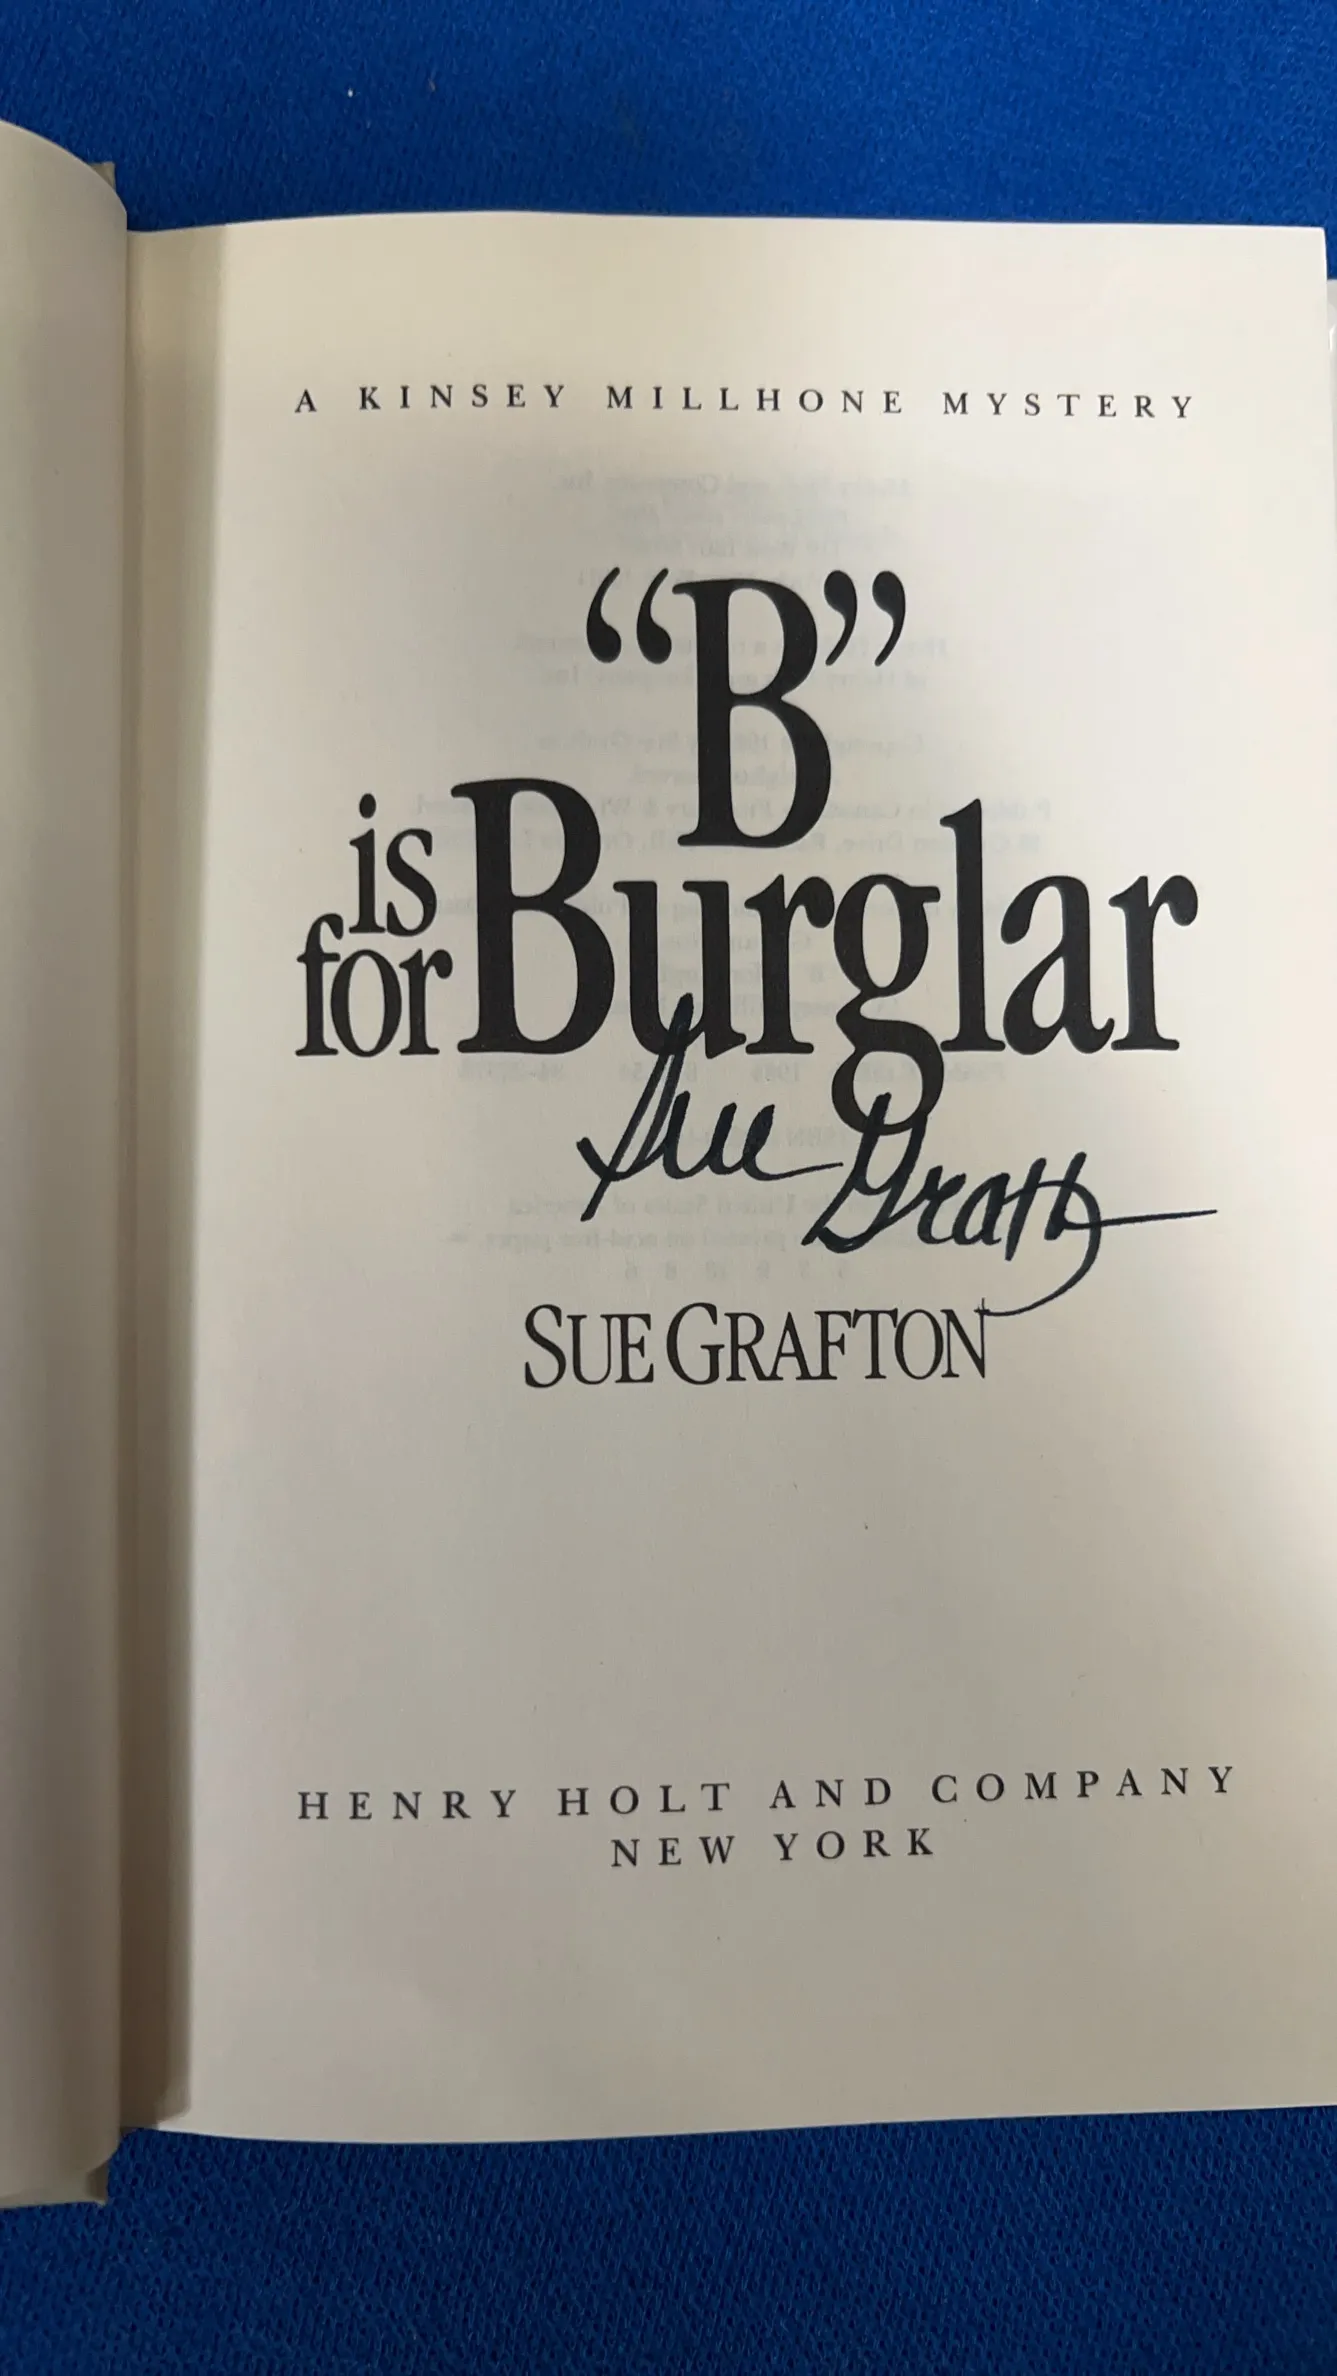 A KINSEY MILLHONE MYSTERY
“B”
is
for Burglar
Sue Grafton
SUE GRAFTON
HENRY HOLT AND COMPANY
NEW YORK